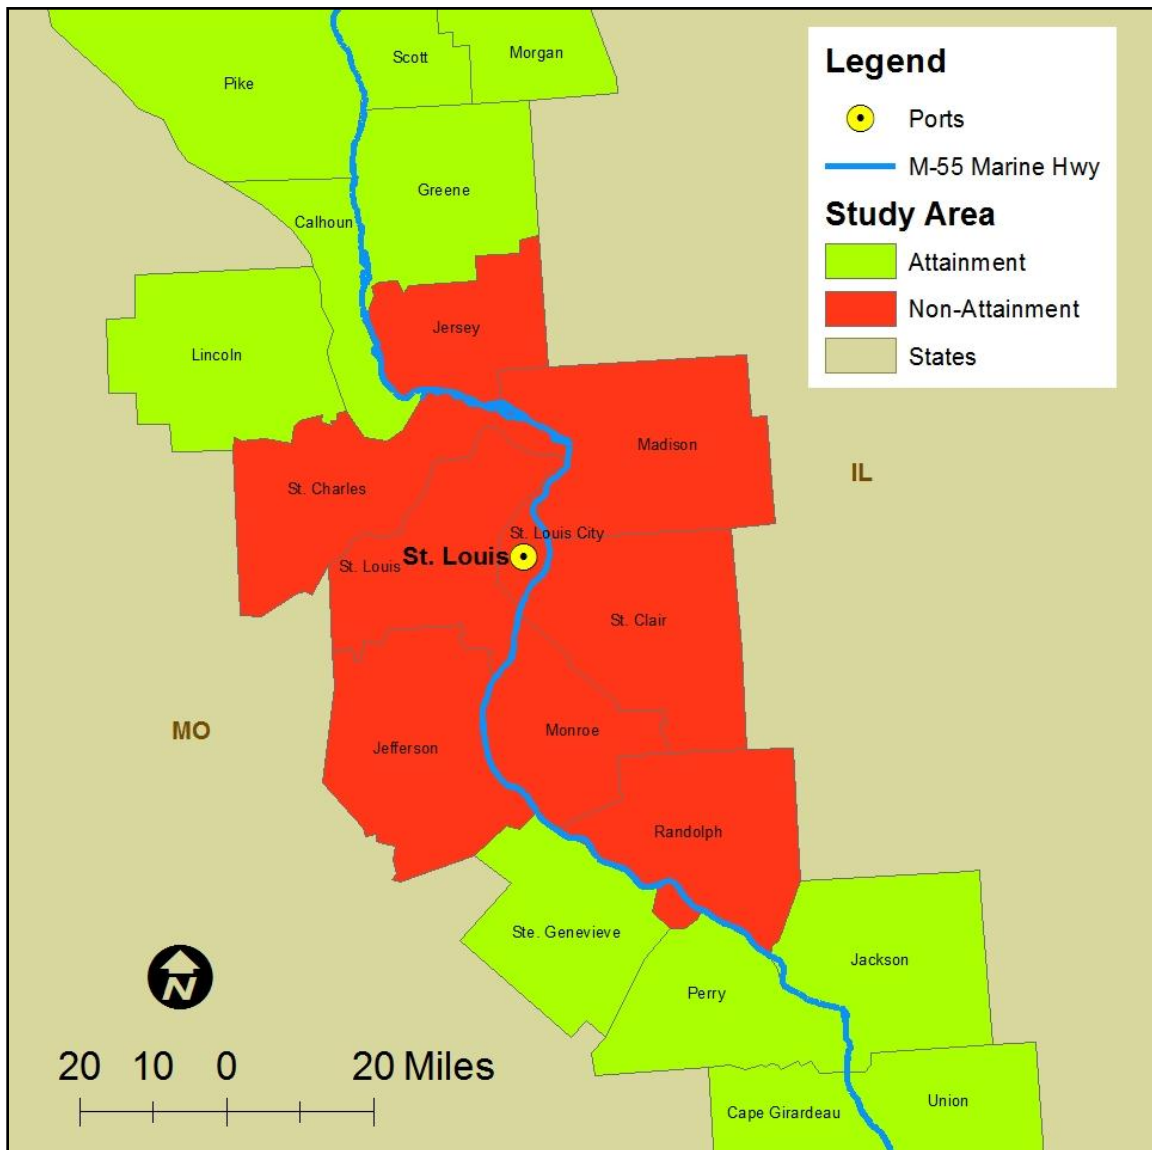 Scott
Morgan
Pike
Greene
Calhoun
Jersey
Lincoln
Madison
St. Charles
IL
St. Louis City
St. Louis
St. Louis
St. Clair
MO
Monroe
Jefferson
Randolph
Ste. Genevieve
Jackson
Perry
Union
Cape Girardeau
Legend
Ports
M-55 Marine Hwy
Study Area
Attainment
Non-Attainment
States
N
20 10 0 20 Miles